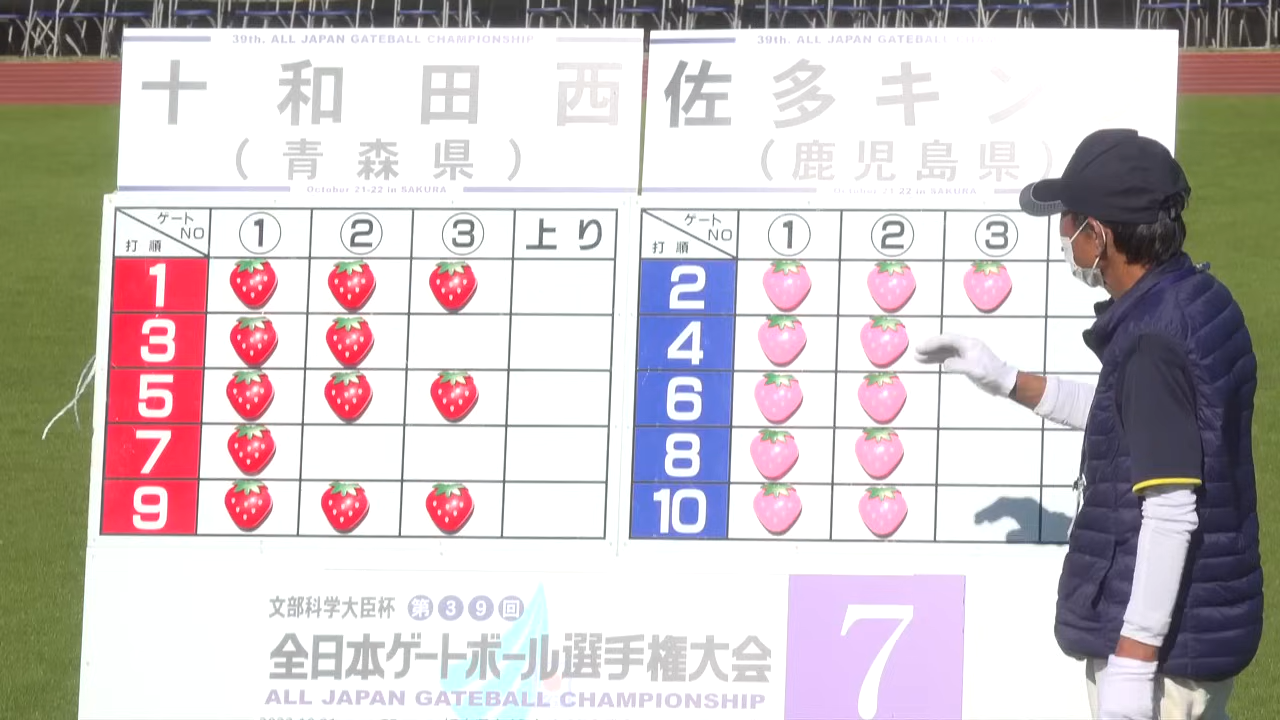 39th. ALL JAPAN GATEBALL CHAMPIONSHIP
十和田西
(青森県)
October 21-22 in SAKURA
ゲートNO
打順
① ② ③ 上り
1
3
5
7
9
39th. ALL JAPAN GATEBALL
佐多キン
(鹿児島県)
October 21-22 in SAKURA
ゲートNO
打順
① ② ③
2
4
6
8
10
文部科学大臣杯 第39回
全日本ゲートボール選手権大会
ALL JAPAN GATEBALL CHAMPIONSHIP
7